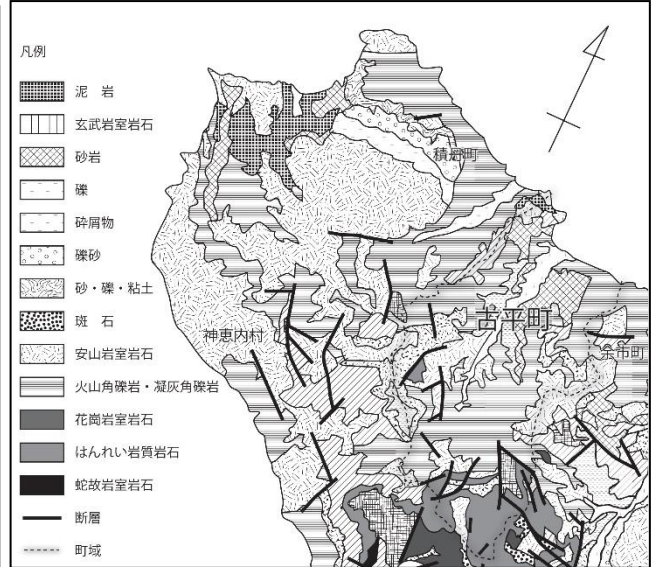 凡例
泥 岩
玄武岩室岩石
砂岩
礫
砕屑物
礫砂
砂・礫・粘土
斑 石
安山岩室岩石
火山角礫岩・凝灰角礫岩
花崗岩室岩石
はんれい岩質岩石
蛇故岩室岩石
断層
町域
積丹町
古平町
余市町
神恵内村